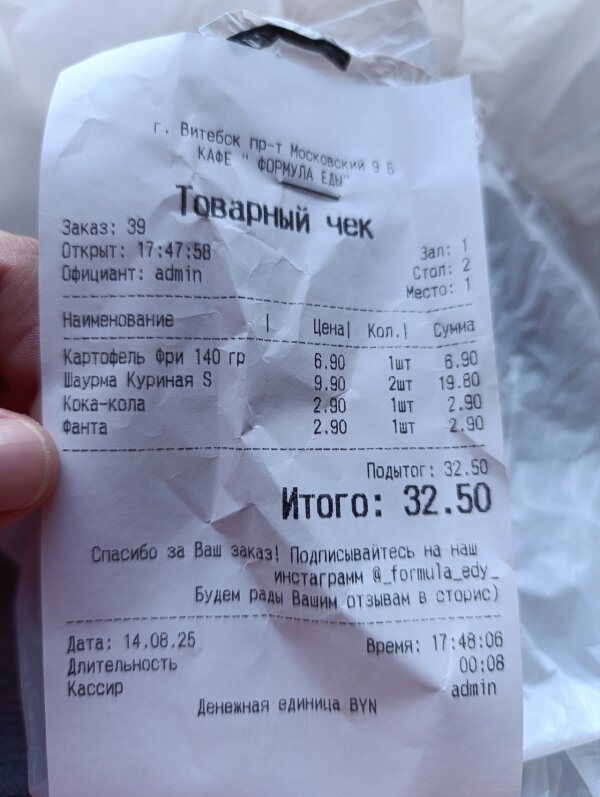 г. Витебск пр-т Московский 9 Б
КАФЕ " ФОРМУЛА ЕДЫ"
Товарный чек
Заказ: 39
Открыт: 17:47:58 Зал: 1
Официант: admin Стол: 2
Место: 1
Наименование | Цена| Кол.| Сумма
Картофель Фри 140 гр 6.90 1шт 6.90
Шаурма Куриная S 9.90 2шт 19.80
Кока-кола 2.90 1шт 2.90
Фанта 2.90 1шт 2.90
Подытог: 32.50
Итого: 32.50
Спасибо за Ваш заказ! Подписывайтесь на наш
инстаграмм @_formula_edy_
Будем рады Вашим отзывам в сторис)
Дата: 14.08.25 Время: 17:48:06
Длительность 00:08
Кассир admin
Денежная единица BYN